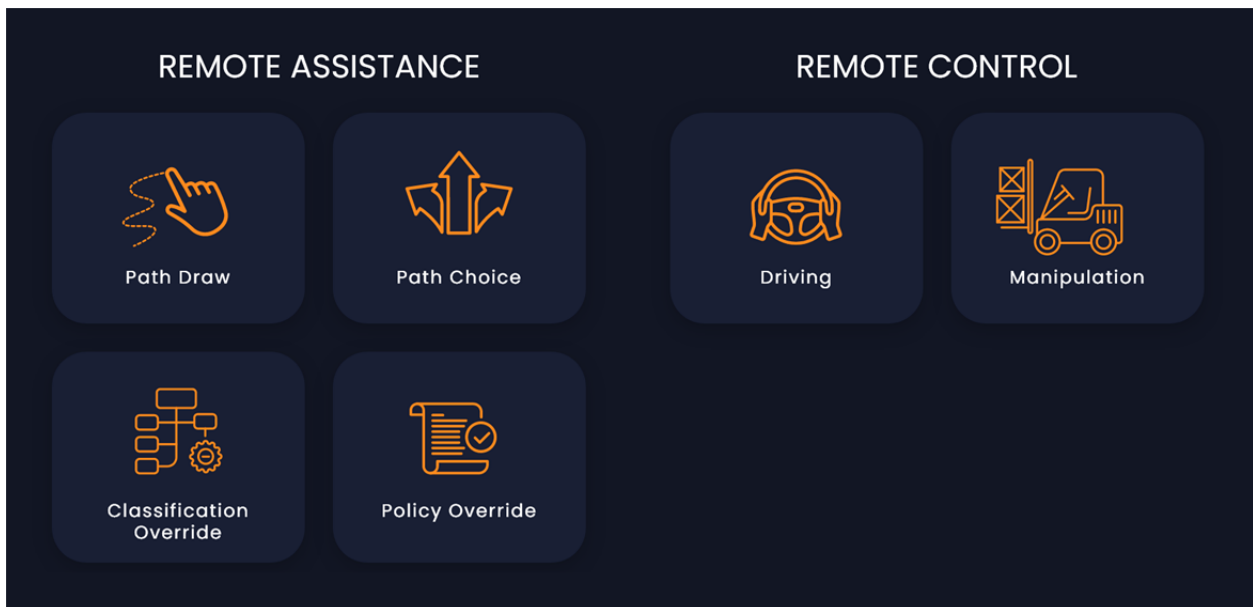 REMOTE ASSISTANCE
Path Draw
Path Choice
Classification
Override
Policy Override
REMOTE CONTROL
Driving
Manipulation